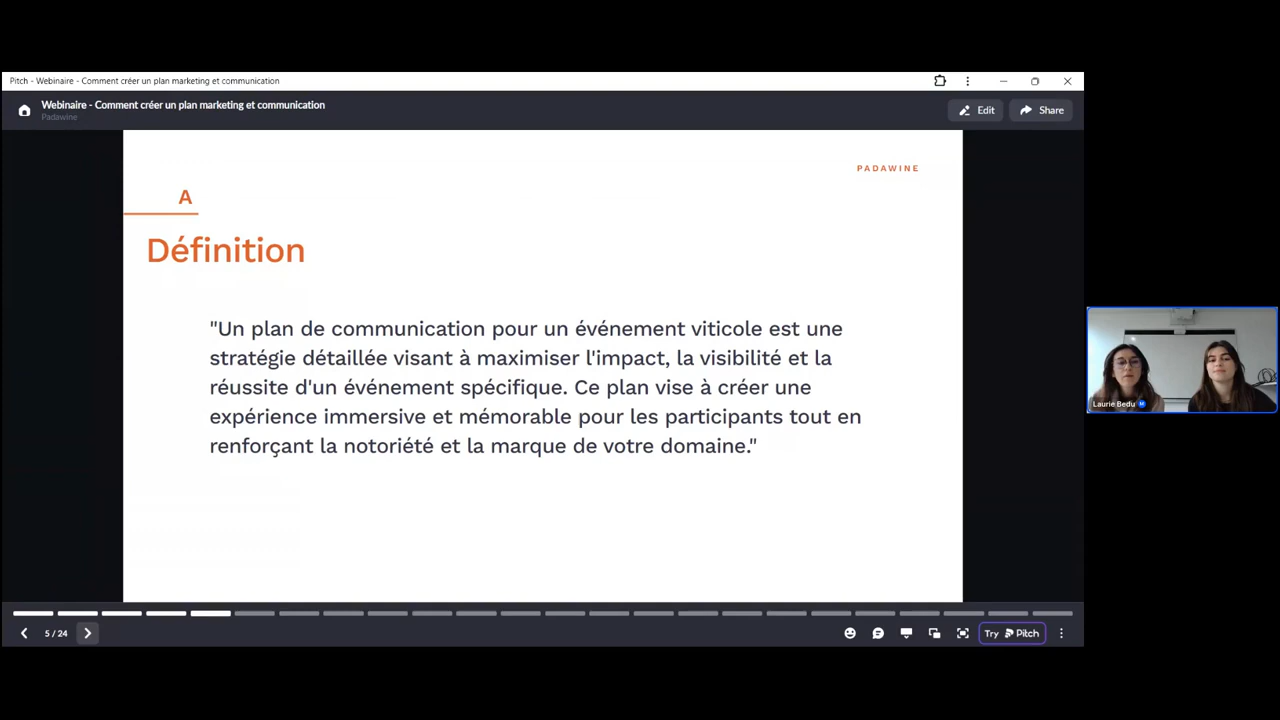 Pitch - Webinaire - Comment créer un plan marketing et communication
Webinaire - Comment créer un plan marketing et communication
Padawine
Edit
Share
PADAWINE
A
Définition
"Un plan de communication pour un événement viticole est une
stratégie détaillée visant à maximiser l'impact, la visibilité et la
réussite d'un événement spécifique. Ce plan vise à créer une
expérience immersive et mémorable pour les participants tout en
renforçant la notoriété et la marque de votre domaine."
Laurie Bedu
5 / 24
Try Pitch